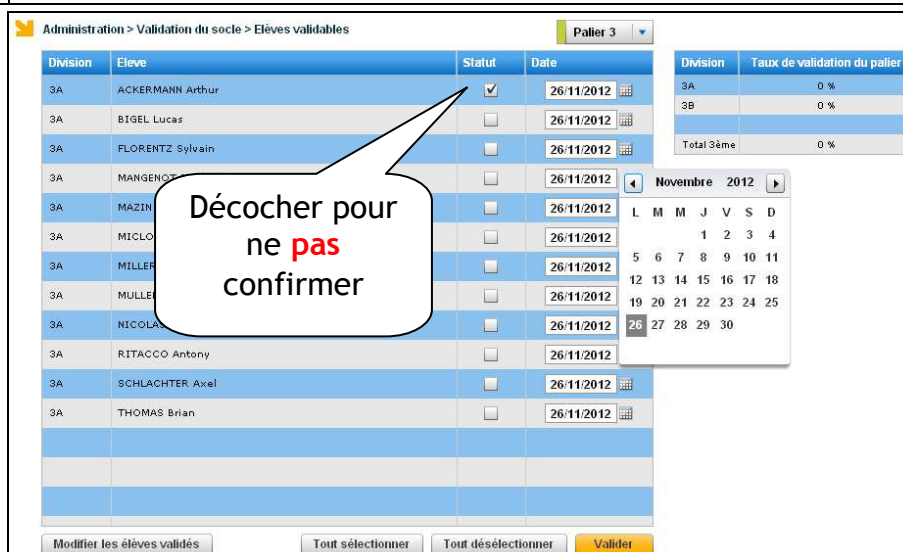 Administration > Validation du socle > Elèves validables
Palier 3
Division Eleve Statut Date
3A ACKERMANN Arthur 26/11/2012
3A BIGEL Lucas 26/11/2012
3A FLORENTZ Sylvain 26/11/2012
3A MANGENOT 26/11/2012
3A MAZIN 26/11/2012
3A 26/11/2012
3A MILLER 26/11/2012
3A 26/11/2012
3A NICOLAS 26/11/2012
3A RITACCO Antony 26/11/2012
3A SCHLACHTER Axel 26/11/2012
3A THOMAS Brian 26/11/2012
Décocher pour
ne pas
confirmer
Division Taux de validation du palier
3A 0 %
3B 0 %
Total 3ème 0 %
Novembre 2012
L M M J V S D
1 2 3 4
5 6 7 8 9 10 11
12 13 14 15 16 17 18
19 20 21 22 23 24 25
26 27 28 29 30
Modifier les élèves validés Tout sélectionner Tout désélectionner Valider